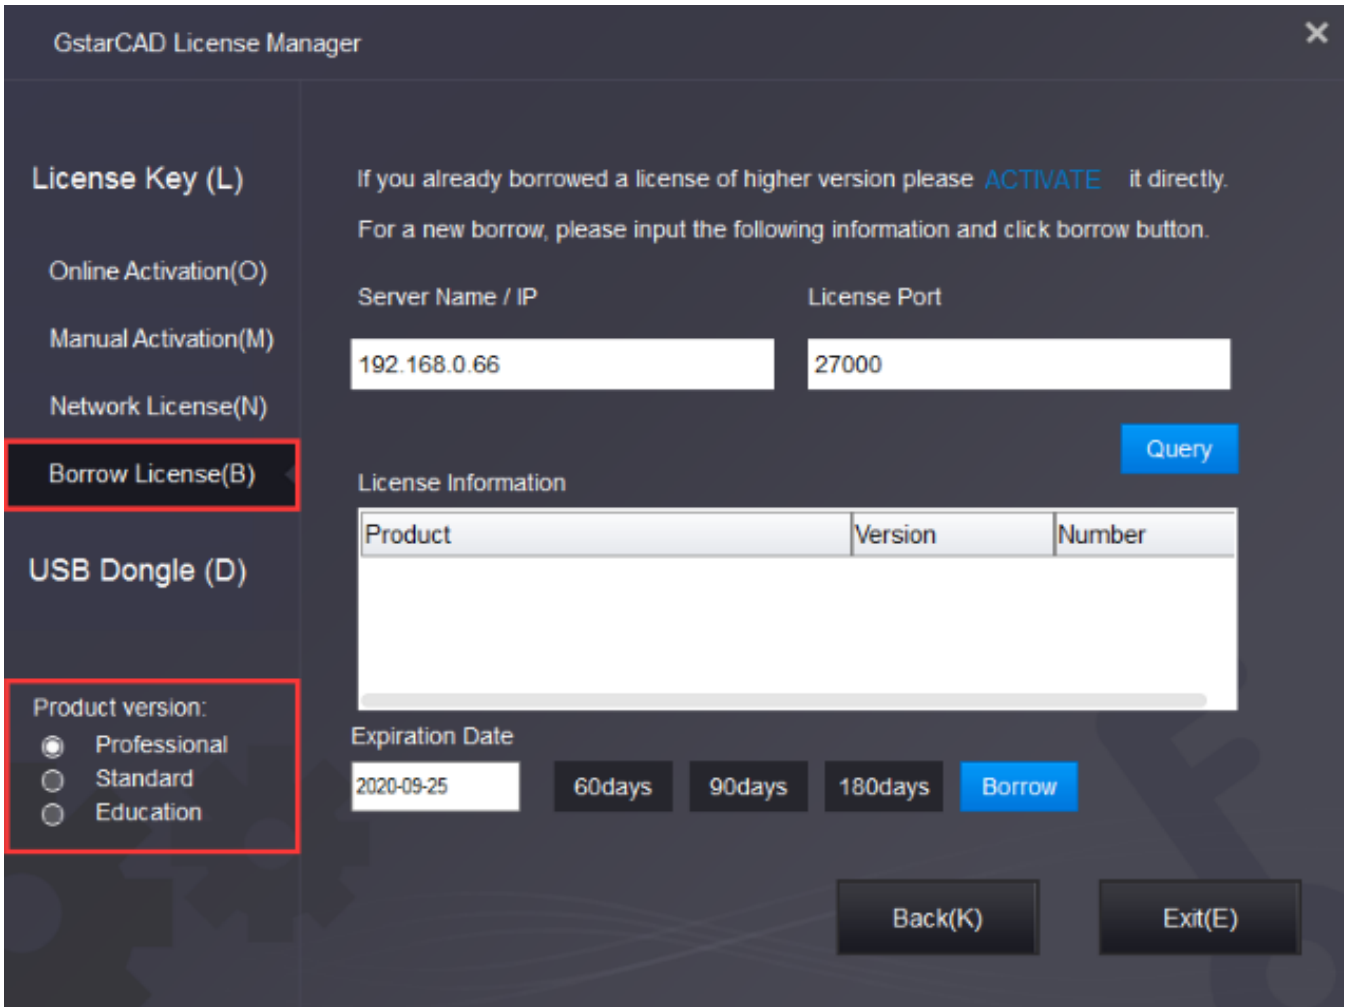 GstarCAD License Manager
License Key (L)
Online Activation(O)
Manual Activation(M)
Network License(N)
Borrow License(B)
USB Dongle (D)
Product version:
Professional
Standard
Education
If you already borrowed a license of higher version please ACTIVATE it directly.
For a new borrow, please input the following information and click borrow button.
Server Name / IP License Port
192.168.0.66 27000
Query
License Information
Product Version Number
Expiration Date
2020-09-25 60days 90days 180days Borrow
Back(K) Exit(E)